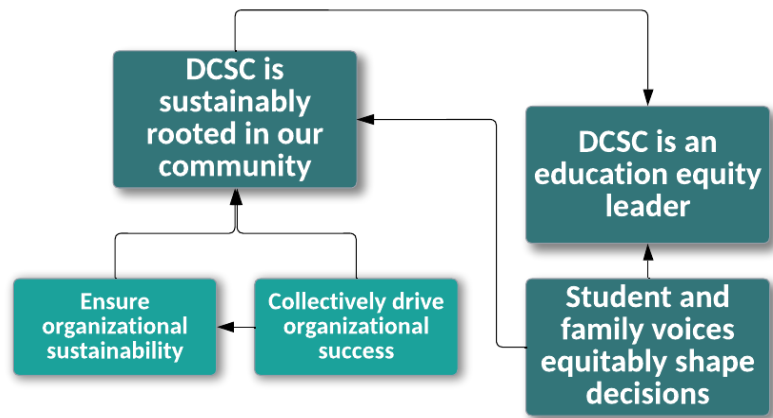 DCSC is
sustainably
rooted in our
community
DCSC is an
education equity
leader
Ensure
organizational
sustainability
Collectively drive
organizational
success
Student and
family voices
equitably shape
decisions